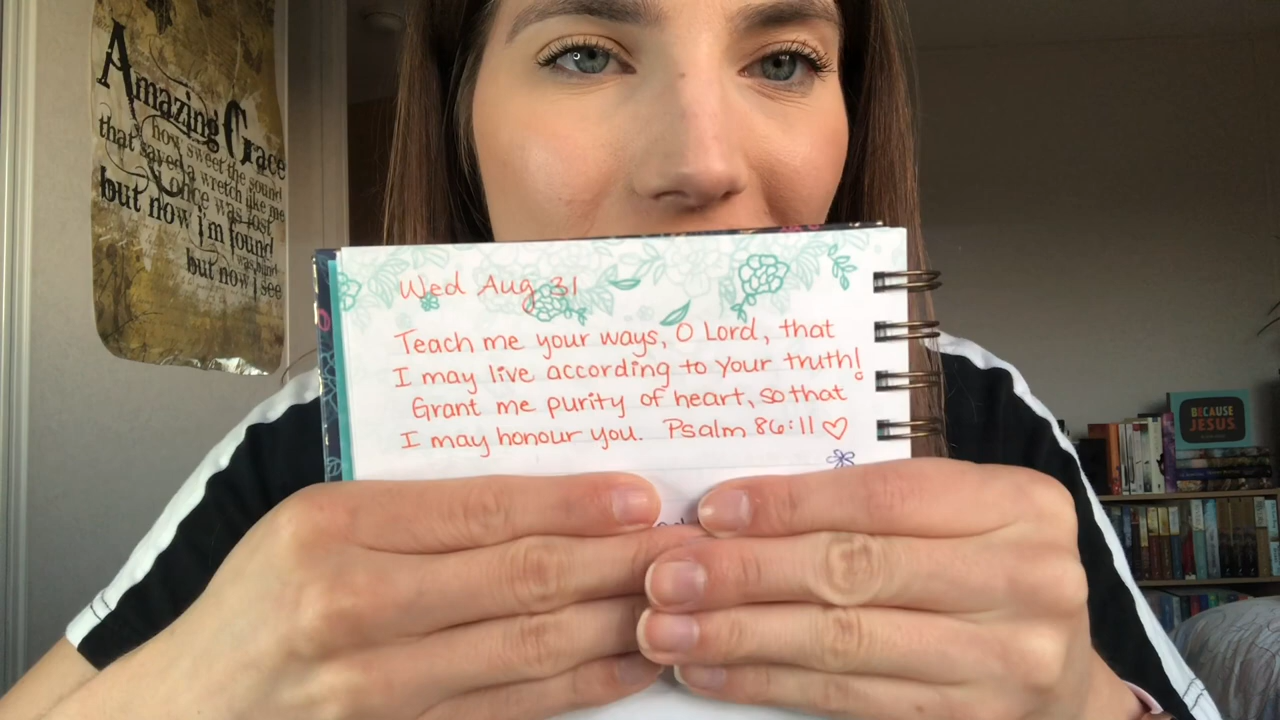 Amazing Grace
how sweet the sound
that saved a wretch like me
I once was lost
but now i'm found
was blind
but now I see
Wed Aug 31
Teach me your ways, O Lord, that
I may live according to your truth!
Grant me purity of heart, so that
I may honour you. Psalm 86:11 ♡
BECAUSE
JESUS